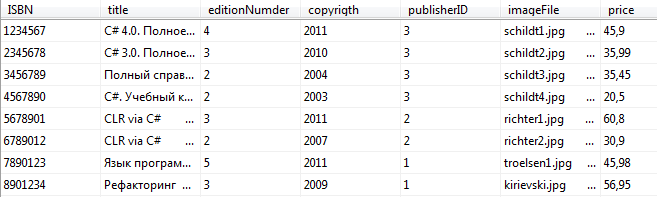 ISBN title editionNumder copyrigth publisherID imageFile price
1234567 C# 4.0. Полное... 4 2011 3 schildt1.jpg ... 45,9
2345678 C# 3.0. Полное... 3 2010 3 schildt2.jpg ... 35,99
3456789 Полный справ... 2 2004 3 schildt3.jpg ... 35,45
4567890 C#. Учебный к... 2 2003 3 schildt4.jpg ... 20,5
5678901 CLR via C# ... 3 2011 2 richter1.jpg ... 60,8
6789012 CLR via C# ... 2 2007 2 richter2.jpg ... 30,9
7890123 Язык програм... 5 2011 1 troelsen1.jpg ... 45,98
8901234 Рефакторинг ... 3 2009 1 kirievski.jpg ... 56,95